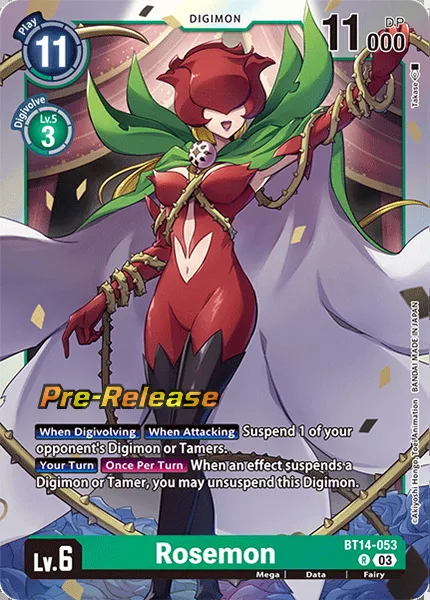 Play
11
DIGIMON
11000
D.P
Digivolve
Lv.5
3
Takase
Pre-Release
When Digivolving When Attacking Suspend 1 of your
opponent's Digimon or Tamers.
Your Turn Once Per Turn When an effect suspends a
Digimon or Tamer, you may unsuspend this Digimon.
©Akiyoshi Hongo, Toei Animation BANDAI MADE IN JAPAN
Lv.6
Rosemon
BT14-053
R 03
Mega | Data | Fairy